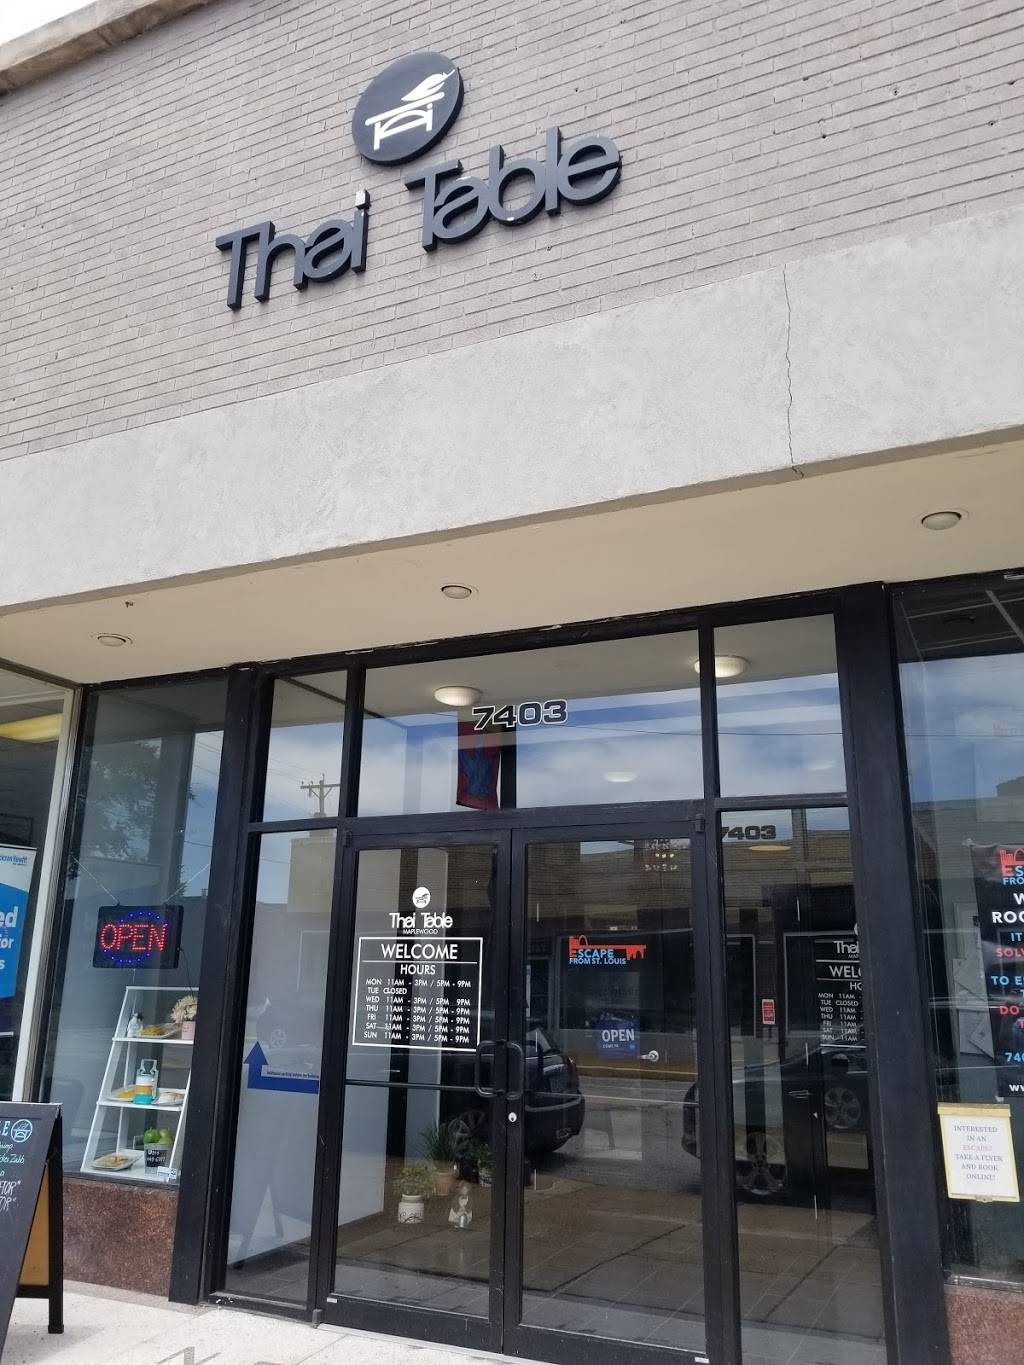 Thai Table
7403
7403
OPEN
Thai Table
MAPLEWOOD
WELCOME
HOURS
MON 11AM - 3PM / 5PM - 9PM
TUE CLOSED
WED 11AM - 3PM / 5PM 9PM
THU 11AM - 3PM / 5PM - 9PM
FRI 11AM - 3PM / 5PM - 9PM
SAT 11AM - 3PM / 5PM - 9PM
SUN 11AM - 3PM / 5PM - 9PM
ESCAPE
FROM ST. LOUIS
OPEN
INTERESTED
IN AN
ESCAPE?
TAKE A FLYER
AND BOOK
ONLINE!